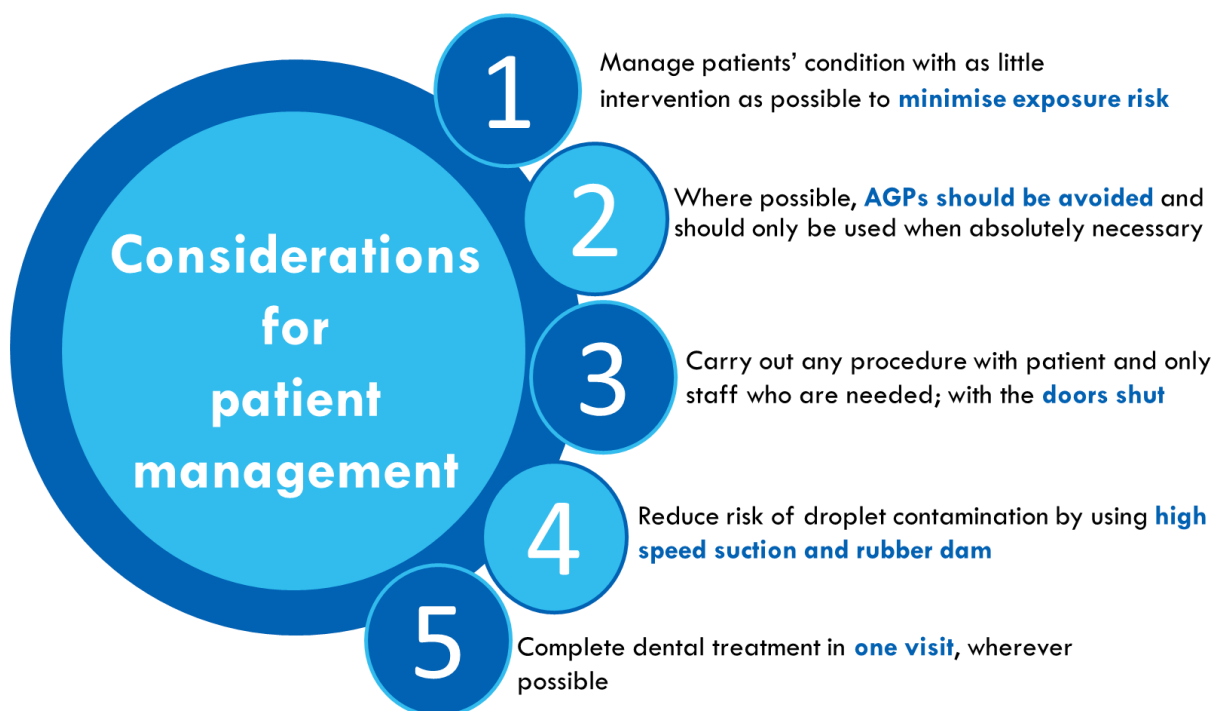 Considerations
for
patient
management
1
Manage patients’ condition with as little
intervention as possible to minimise exposure risk
2
Where possible, AGPs should be avoided and
should only be used when absolutely necessary
3
Carry out any procedure with patient and only
staff who are needed; with the doors shut
4
Reduce risk of droplet contamination by using high
speed suction and rubber dam
5
Complete dental treatment in one visit, wherever
possible